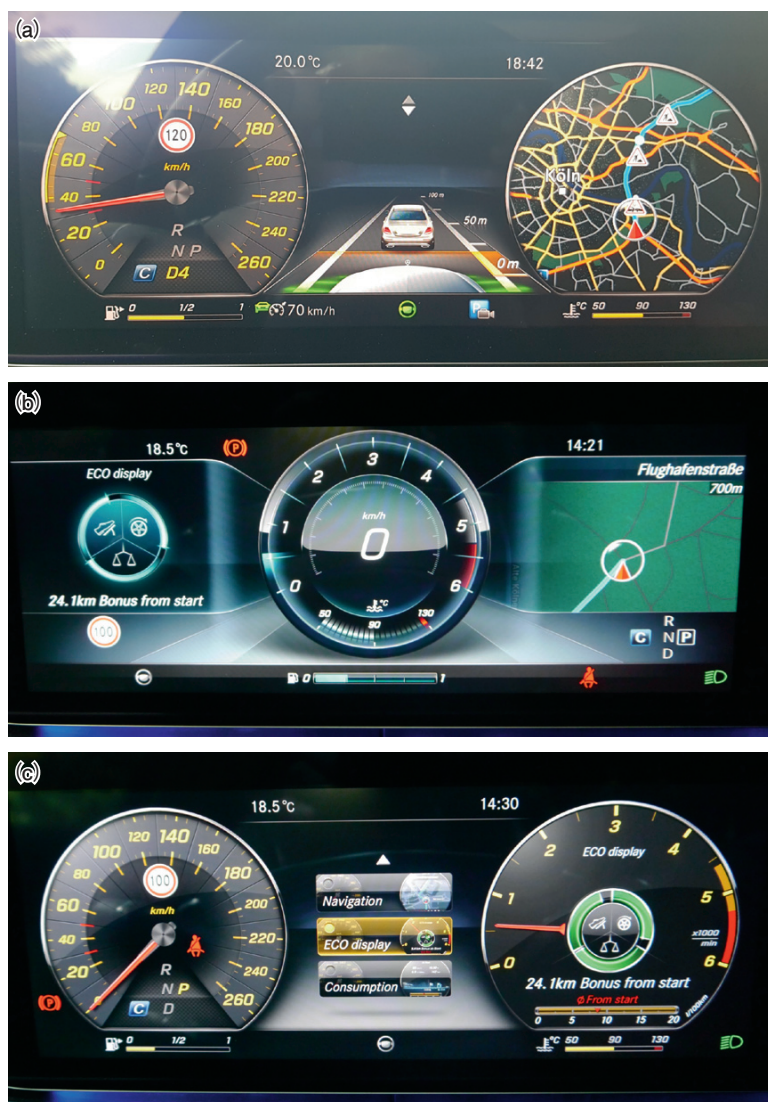 (a)
20.0°C
18:42
0
20
40
60
80
100
120
140
160
180
200
220
240
260
120
km/h
R
N P
C D4
0 1/2 1
100 m
50 m
0 m
70 km/h
P
Köln
°C 50 90 130
(b)
18.5°C
(P)
14:21
ECO display
24.1km Bonus from start
100
0
1
2
3
4
5
6
km/h
0
°C
50
90
130
Flughafenstraße
700m
R
C N P
D
0 1
(c)
18.5°C
14:30
0
20
40
60
80
100
120
140
160
180
200
220
240
260
100
km/h
R
N P
C D
(P)
0 1/2 1
Navigation
ECO display
Consumption
0
1
2
3
4
5
6
ECO display
x1000
min
24.1km Bonus from start
Ø From start
0 5 10 15 20
l/100km
°C 50 90 130